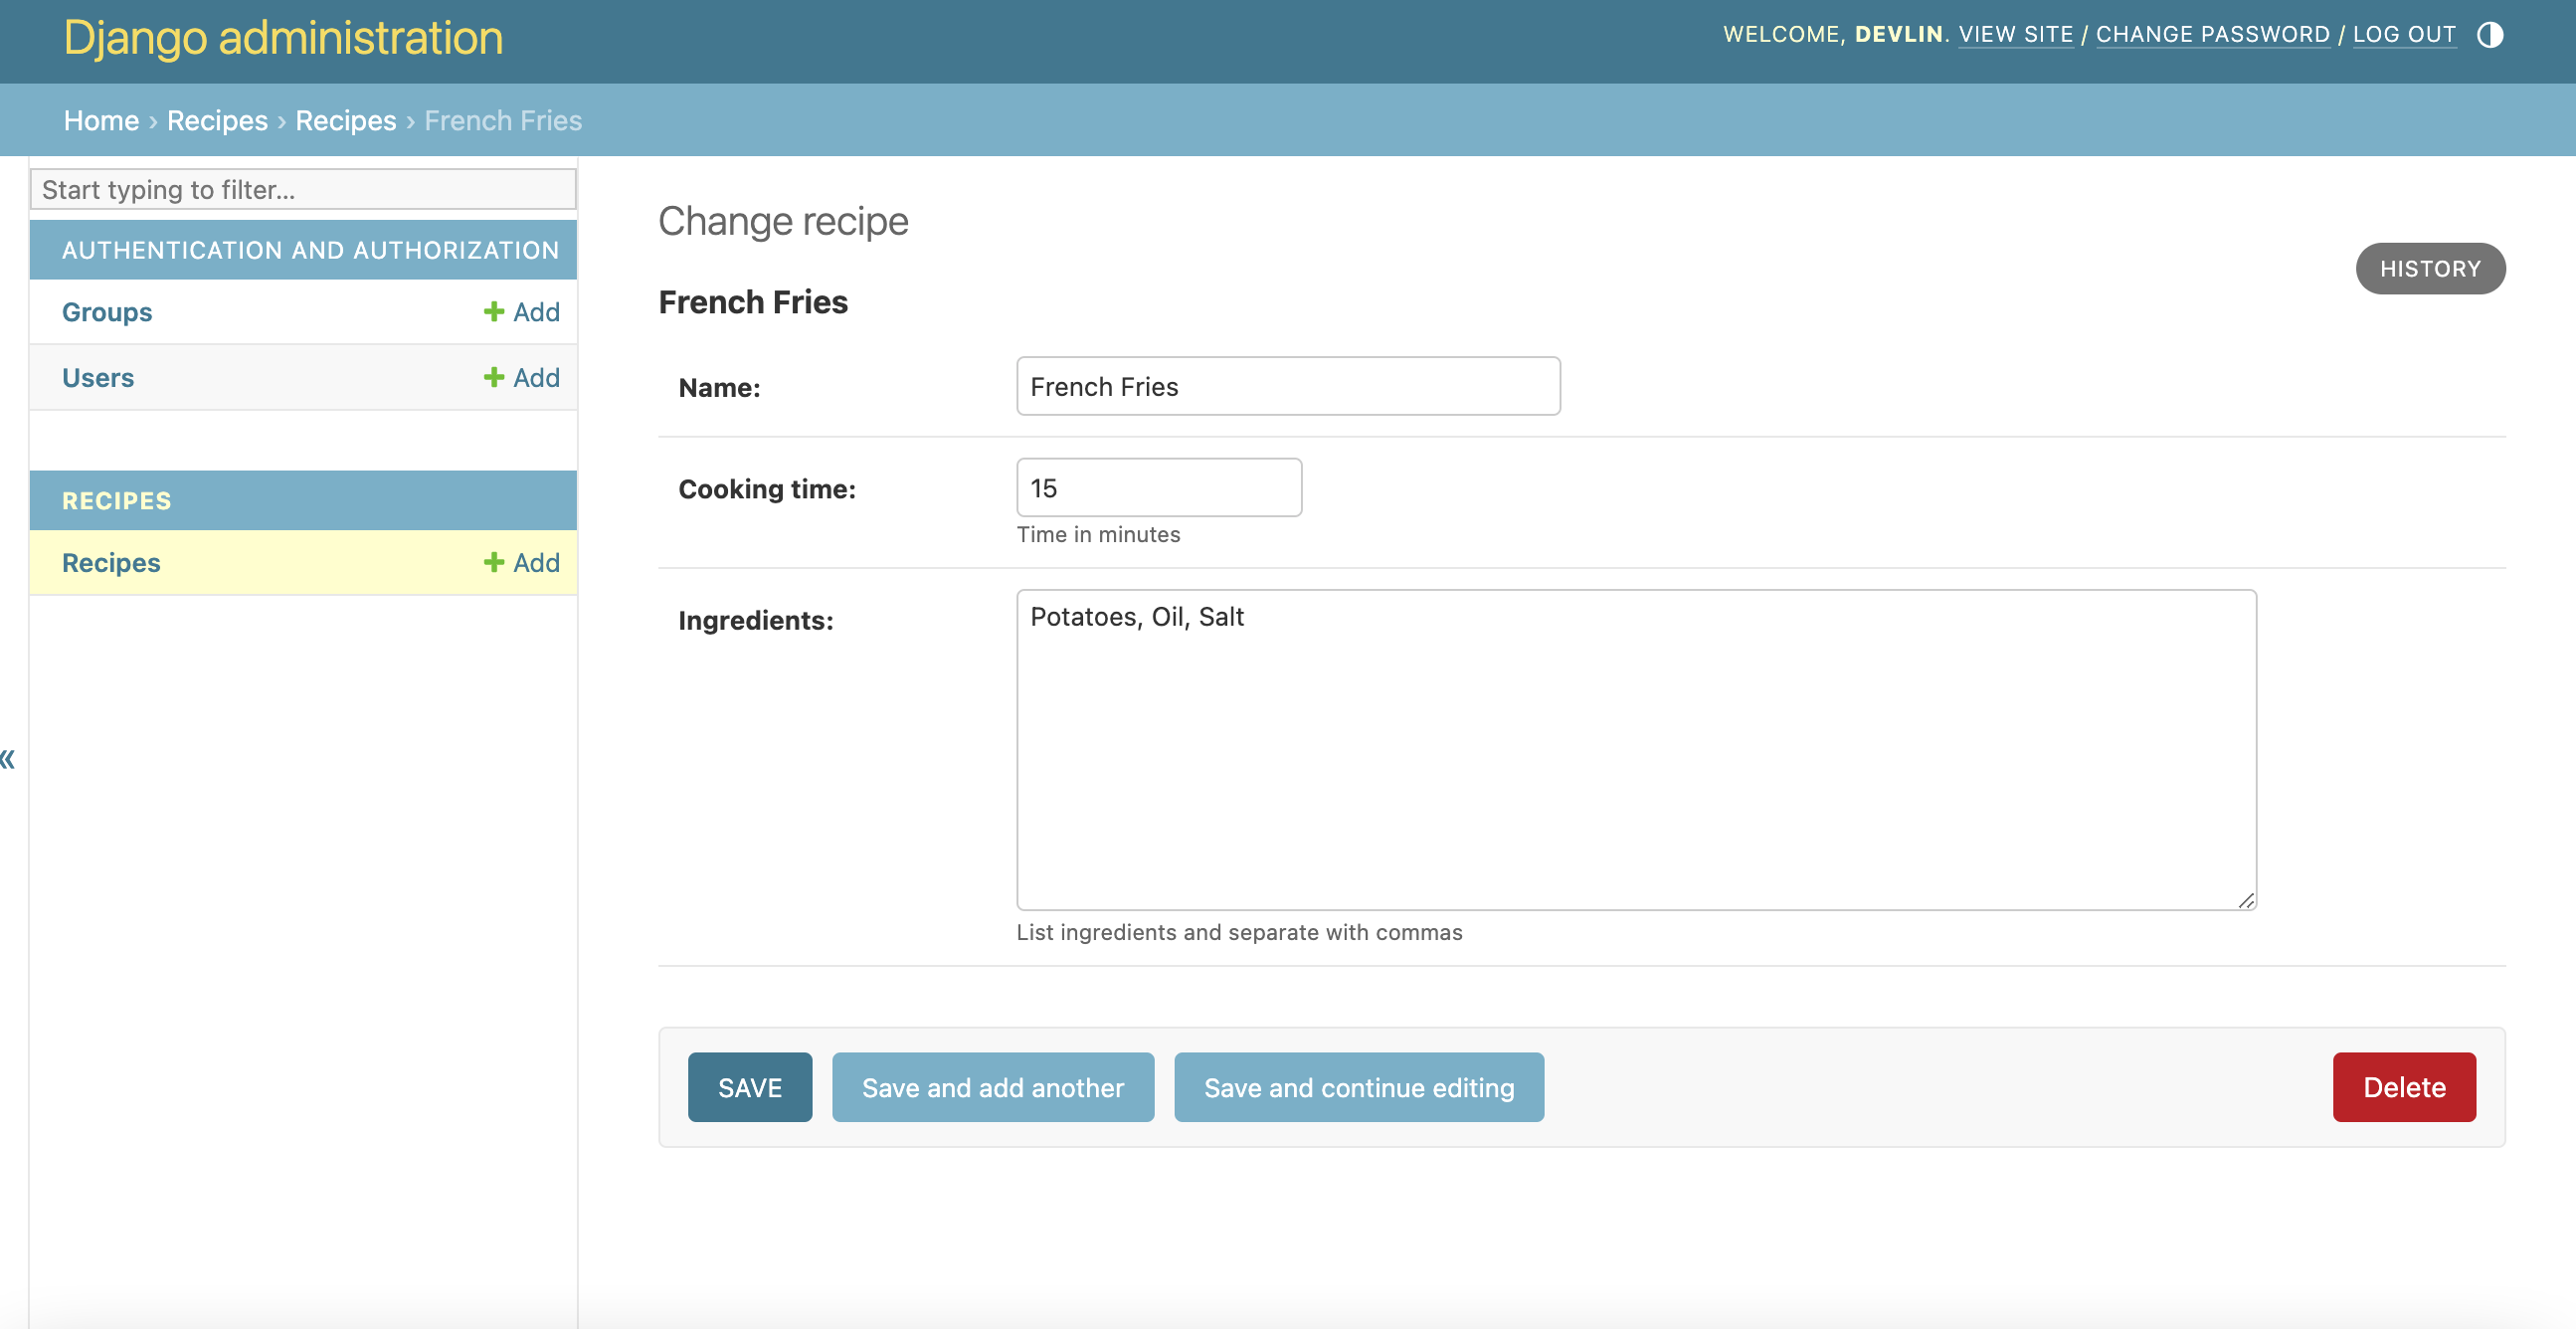 Django administration
WELCOME, DEVLIN. VIEW SITE / CHANGE PASSWORD / LOG OUT
Home › Recipes › Recipes › French Fries
Start typing to filter...
AUTHENTICATION AND AUTHORIZATION
Groups + Add
Users + Add
RECIPES
Recipes + Add
«
Change recipe
HISTORY
French Fries
Name: French Fries
Cooking time: 15
Time in minutes
Ingredients: Potatoes, Oil, Salt
List ingredients and separate with commas
SAVE Save and add another Save and continue editing Delete